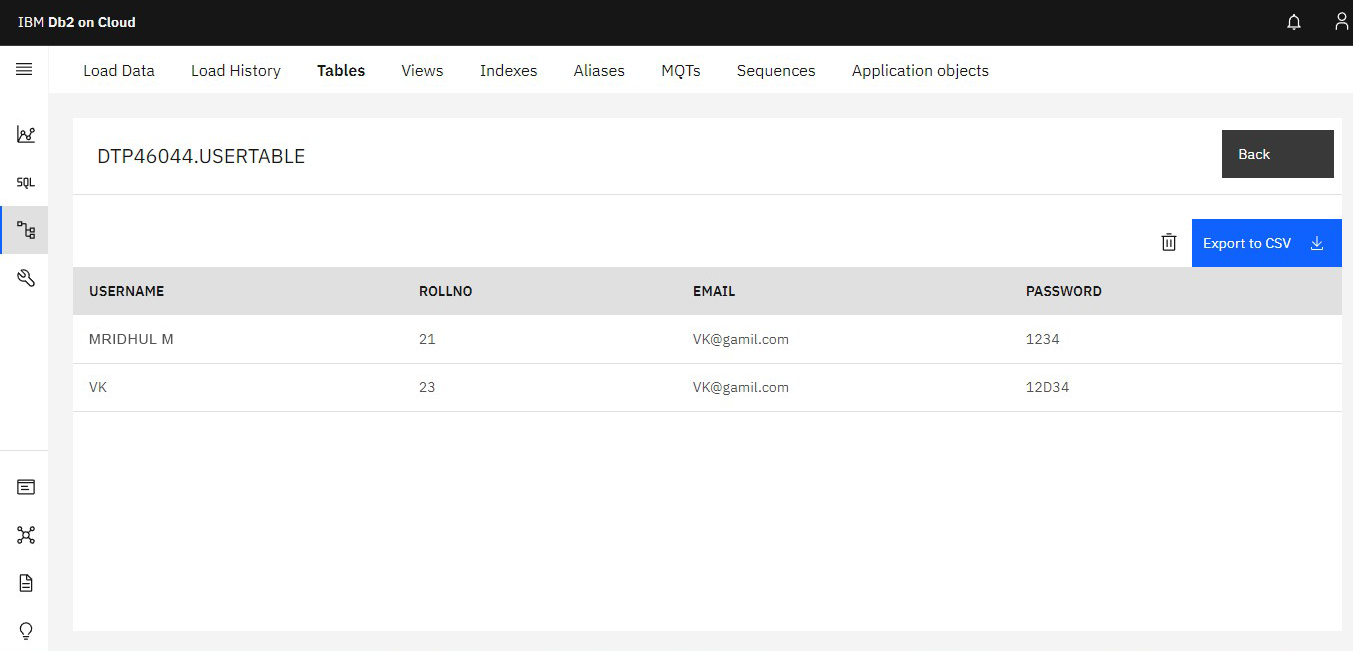 IBM Db2 on Cloud
Load Data Load History Tables Views Indexes Aliases MQTs Sequences Application objects
DTP46044.USERTABLE
Back
SQL
Export to CSV
USERNAME ROLLNO EMAIL PASSWORD
MRIDHUL M 21 VK@gamil.com 1234
VK 23 VK@gamil.com 12D34